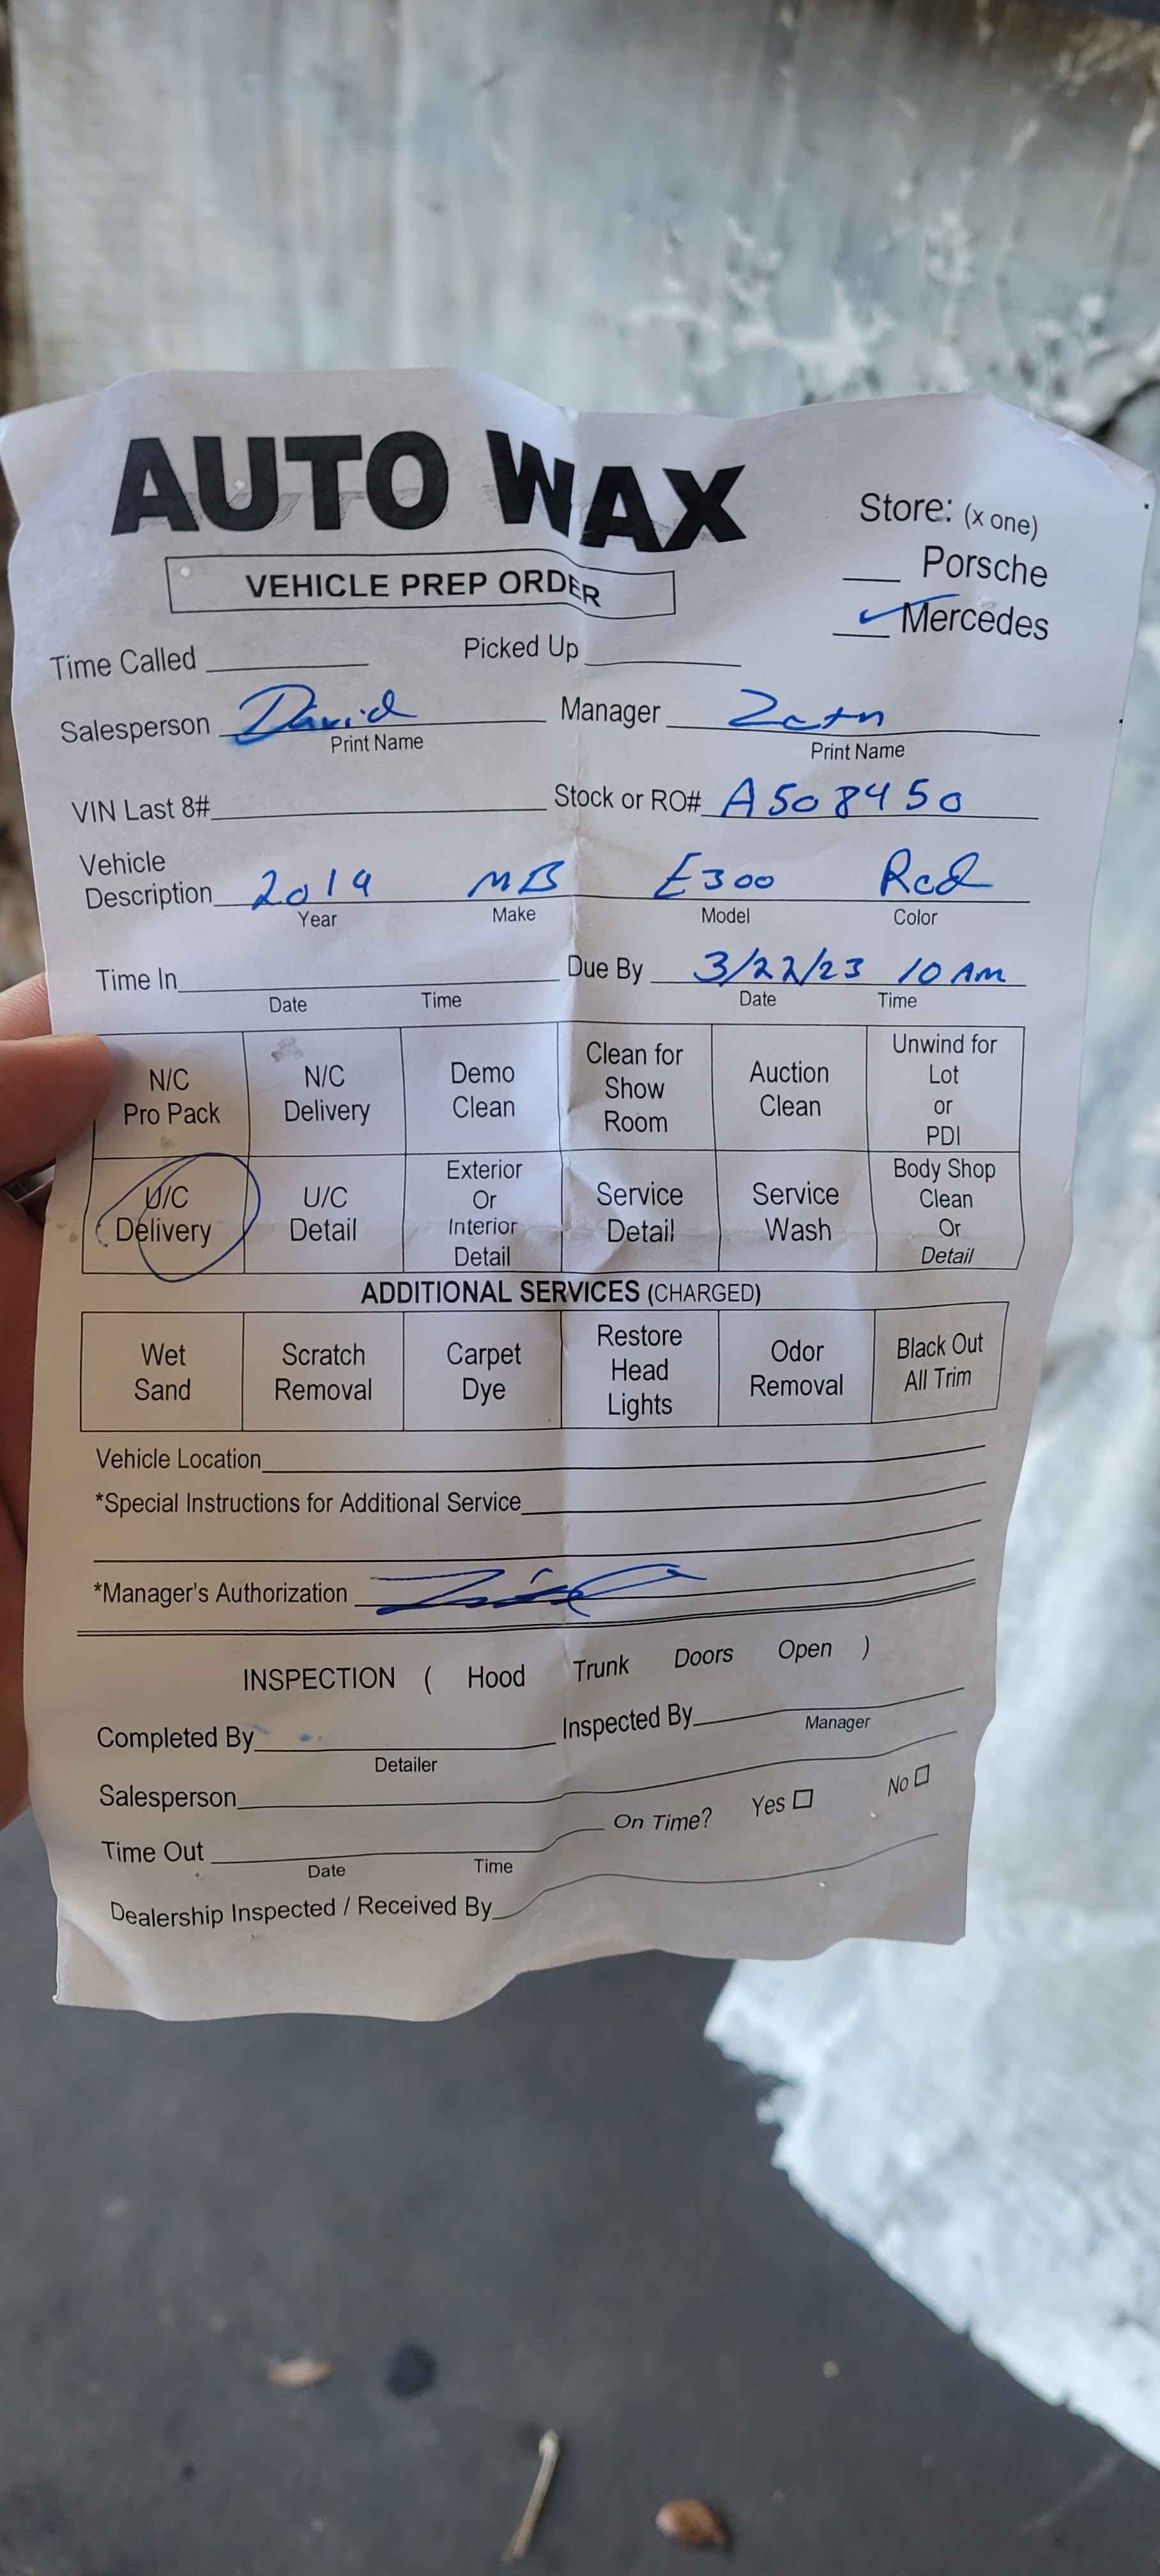 AUTO WAX
VEHICLE PREP ORDER
Store: (x one)
Porsche
✓ Mercedes
Time Called Picked Up
Salesperson David Manager
Print Name Print Name
VIN Last 8# Stock or RO# A508450
Vehicle
Description 2019 MB E300 Red
Year Make Model Color
Time In Due By 3/22/23 10 AM
Date Time Date Time
N/C Pro Pack
N/C Delivery
Demo Clean
Clean for Show Room
Auction Clean
Unwind for Lot or PDI
U/C Delivery
U/C Detail
Exterior Or Interior Detail
Service Detail
Service Wash
Body Shop Clean Or Detail
ADDITIONAL SERVICES (CHARGED)
Wet Sand
Scratch Removal
Carpet Dye
Restore Head Lights
Odor Removal
Black Out All Trim
Vehicle Location
*Special Instructions for Additional Service
*Manager's Authorization
INSPECTION ( Hood Trunk Doors Open )
Completed By Inspected By
Detailer Manager
Salesperson
On Time? Yes ☐ No ☐
Time Out
Date Time
Dealership Inspected / Received By